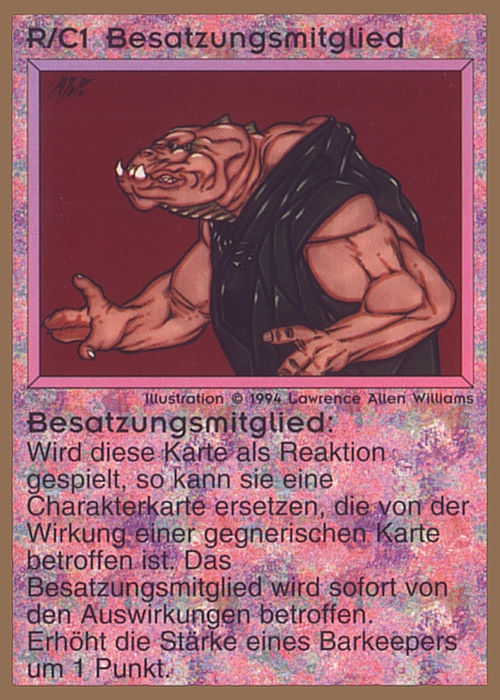 R/C1 Besatzungsmitglied
Illustration © 1994 Lawrence Allen Williams
Besatzungsmitglied:
Wird diese Karte als Reaktion
gespielt, so kann sie eine
Charakterkarte ersetzen, die von der
Wirkung einer gegnerischen Karte
betroffen ist. Das
Besatzungsmitglied wird sofort von
den Auswirkungen betroffen.
Erhöht die Stärke eines Barkeepers
um 1 Punkt.